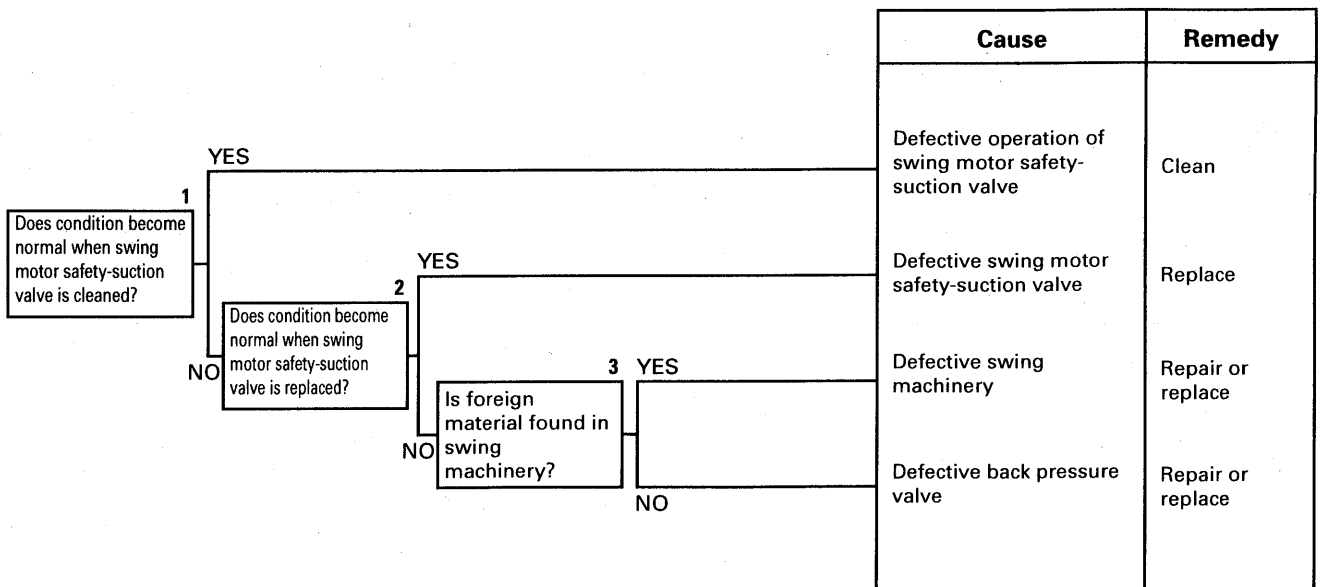 Cause
Remedy
YES
Defective operation of
swing motor safety-
suction valve
Clean
1
Does condition become
normal when swing
motor safety-suction
valve is cleaned?
NO
YES
Defective swing motor
safety-suction valve
Replace
2
Does condition become
normal when swing
motor safety-suction
valve is replaced?
NO
3
YES
Defective swing
machinery
Repair or
replace
Is foreign
material found in
swing
machinery?
NO
Defective back pressure
valve
Repair or
replace